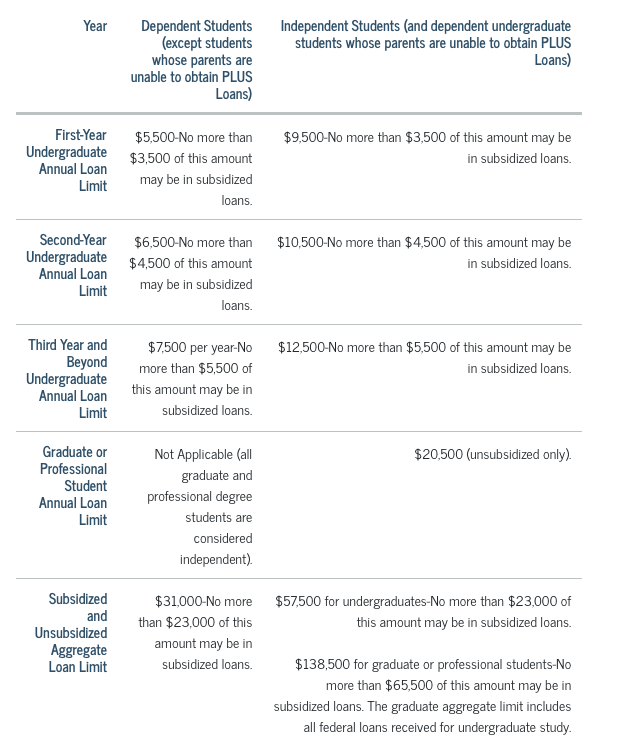 Year
Dependent Students
(except students
whose parents are
unable to obtain PLUS
Loans)
Independent Students (and dependent undergraduate
students whose parents are unable to obtain PLUS
Loans)
First-Year
Undergraduate
Annual Loan
Limit
$5,500-No more than
$3,500 of this amount
may be in subsidized
loans.
$9,500-No more than $3,500 of this amount may be
in subsidized loans.
Second-Year
Undergraduate
Annual Loan
Limit
$6,500-No more than
$4,500 of this amount
may be in subsidized
loans.
$10,500-No more than $4,500 of this amount may be
in subsidized loans.
Third Year and
Beyond
Undergraduate
Annual Loan
Limit
$7,500 per year-No
more than $5,500 of
this amount may be in
subsidized loans.
$12,500-No more than $5,500 of this amount may be
in subsidized loans.
Graduate or
Professional
Student
Annual Loan
Limit
Not Applicable (all
graduate and
professional degree
students are
considered
independent).
$20,500 (unsubsidized only).
Subsidized
and
Unsubsidized
Aggregate
Loan Limit
$31,000-No more
than $23,000 of this
amount may be in
subsidized loans.
$57,500 for undergraduates-No more than $23,000 of
this amount may be in subsidized loans.
$138,500 for graduate or professional students-No
more than $65,500 of this amount may be in
subsidized loans. The graduate aggregate limit includes
all federal loans received for undergraduate study.